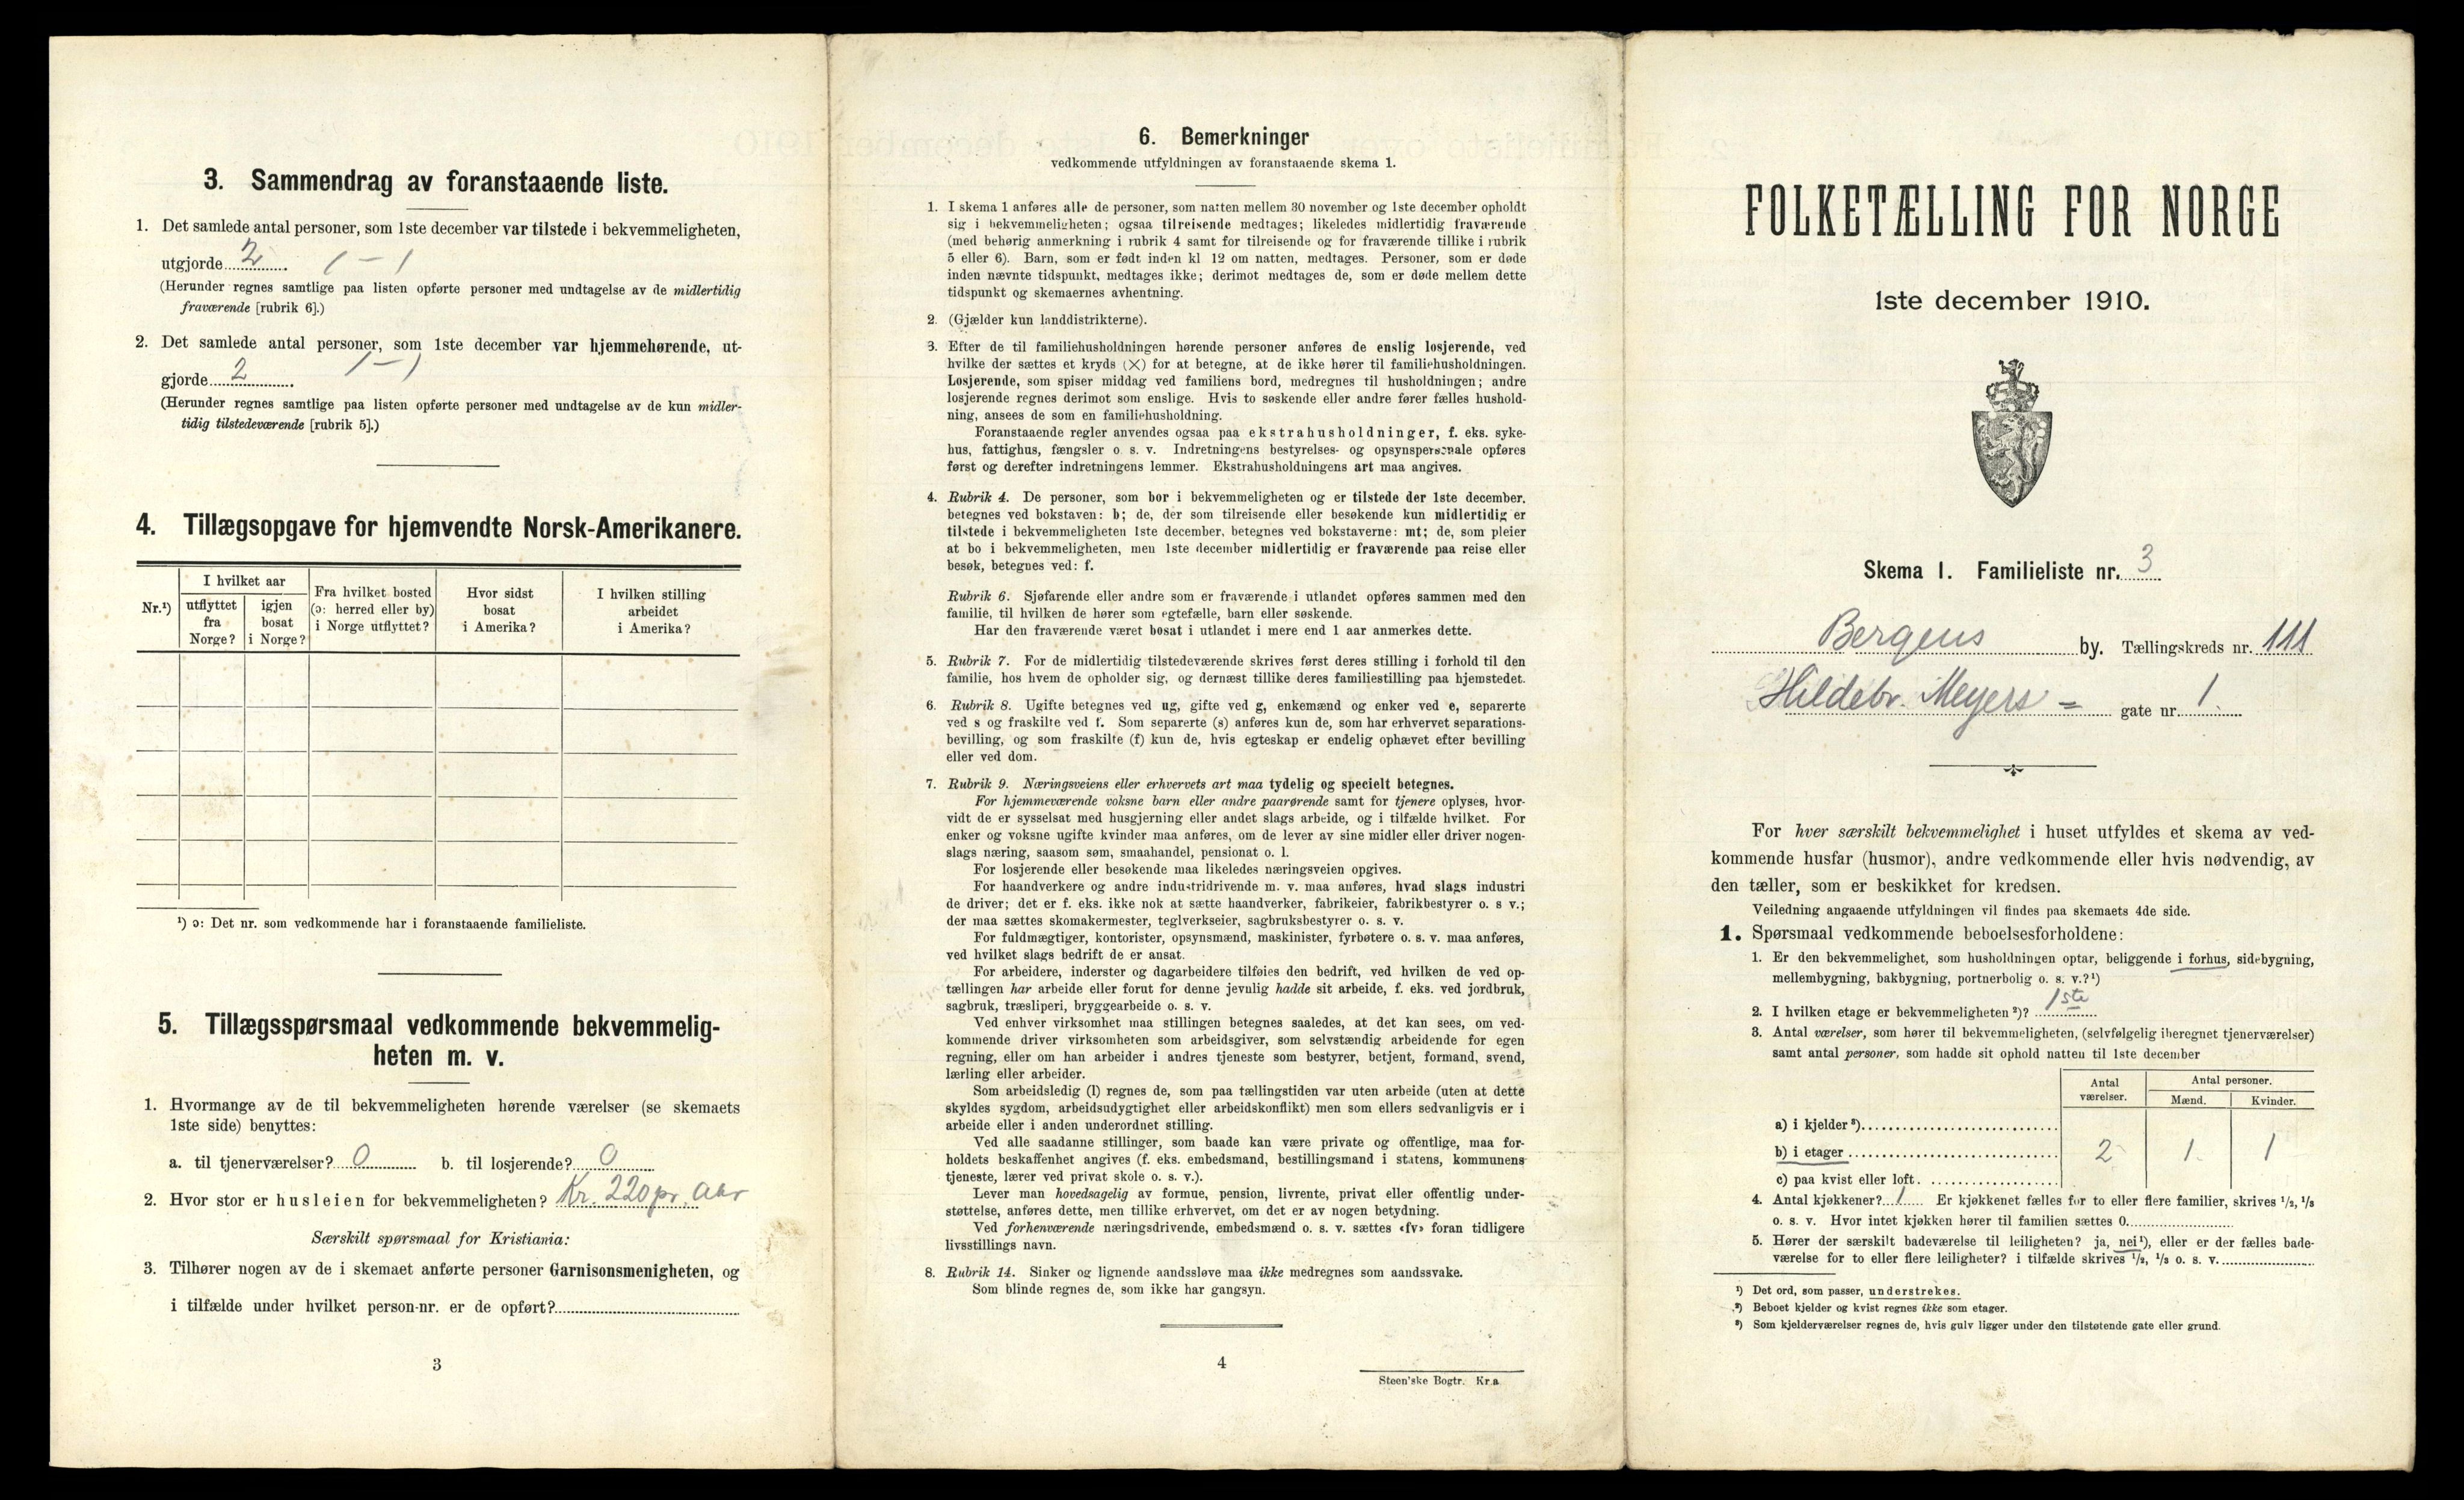 3. Sammendrag av foranstaaende liste.
1. Det samlede antal personer, som 1ste december var tilstede i bekvemmeligheten,
utgjorde 2 1 – 1
(Herunder regnes samtlige paa listen opførte personer med undtagelse av de midlertidig
fraværende [rubrik 6].)
2. Det samlede antal personer, som 1ste december var hjemmehørende, ut-
gjorde 2 1 – 1
(Herunder regnes samtlige paa listen opførte personer med undtagelse av de kun midler-
tidig tilstedeværende [rubrik 5].)
4. Tillægsopgave for hjemvendte Norsk-Amerikanere.
Nr.¹)
I hvilket aar
utflyttet fra Norge?
igjen bosat i Norge?
Fra hvilket bosted (ɔ: herred eller by) i Norge utflyttet?
Hvor sidst bosat i Amerika?
I hvilken stilling arbeidet i Amerika?
¹) ɔ: Det nr. som vedkommende har i foranstaaende familieliste.
5. Tillægsspørsmaal vedkommende bekvemmelig-
heten m. v.
1. Hvormange av de til bekvemmeligheten hørende værelser (se skemaets
1ste side) benyttes:
a. til tjenerværelser? 0 b. til losjerende? 0
2. Hvor stor er husleien for bekvemmeligheten? Kr. 220 pr. Aar
Særskilt spørsmaal for Kristiania:
3. Tilhører nogen av de i skemaet anførte personer Garnisonsmenigheten, og
i tilfælde under hvilket person-nr. er de opført?
3
6. Bemerkninger
vedkommende utfyldningen av foranstaaende skema 1.
1. I skema 1 anføres alle de personer, som natten mellem 30 november og 1ste december opholdt
sig i bekvemmeligheten; ogsaa tilreisende medtages; likeledes midlertidig fraværende
(med behørig anmerkning i rubrik 4 samt for tilreisende og for fraværende tillike i rubrik
5 eller 6). Barn, som er født inden kl 12 om natten, medtages. Personer, som er døde
inden nævnte tidspunkt, medtages ikke; derimot medtages de, som er døde mellem dette
tidspunkt og skemaernes avhentning.
2. (Gjælder kun landdistrikterne).
3. Efter de til familiehusholdningen hørende personer anføres de enslig losjerende, ved
hvilke der sættes et kryds (×) for at betegne, at de ikke hører til familiehusholdningen.
Losjerende, som spiser middag ved familiens bord, medregnes til husholdningen; andre
losjerende regnes derimot som enslige. Hvis to søskende eller andre fører fælles hushold-
ning, ansees de som en familiehusholdning.
Foranstaaende regler anvendes ogsaa paa ekstrahusholdninger, f. eks. syke-
hus, fattighus, fængsler o. s. v. Indretningens bestyrelses- og opsynspersonale opføres
først og derefter indretningens lemmer. Ekstrahusholdningens art maa angives.
4. Rubrik 4. De personer, som bor i bekvemmeligheten og er tilstede der 1ste december.
betegnes ved bokstaven: b; de, der som tilreisende eller besøkende kun midlertidig er
tilstede i bekvemmeligheten 1ste december, betegnes ved bokstaverne: mt; de, som pleier
at bo i bekvemmeligheten, men 1ste december midlertidig er fraværende paa reise eller
besøk, betegnes ved: f.
Rubrik 6. Sjøfarende eller andre som er fraværende i utlandet opføres sammen med den
familie, til hvilken de hører som egtefælle, barn eller søskende.
Har den fraværende været bosat i utlandet i mere end 1 aar anmerkes dette.
5. Rubrik 7. For de midlertidig tilstedeværende skrives først deres stilling i forhold til den
familie, hos hvem de opholder sig, og dernæst tillike deres familiestilling paa hjemstedet.
6. Rubrik 8. Ugifte betegnes ved ug, gifte ved g, enkemænd og enker ved e, separerte
ved s og fraskilte ved f. Som separerte (s) anføres kun de, som har erhvervet separations-
bevilling, og som fraskilte (f) kun de, hvis egteskap er endelig ophævet efter bevilling
eller ved dom.
7. Rubrik 9. Næringsveiens eller erhvervets art maa tydelig og specielt betegnes.
For hjemmeværende voksne barn eller andre paarørende samt for tjenere oplyses, hvor-
vidt de er sysselsat med husgjerning eller andet slags arbeide, og i tilfælde hvilket. For
enker og voksne ugifte kvinder maa anføres, om de lever av sine midler eller driver nogen-
slags næring, saasom søm, smaahandel, pensionat o. l.
For losjerende eller besøkende maa likeledes næringsveien opgives.
For haandverkere og andre industridrivende m. v. maa anføres, hvad slags industri
de driver; det er f. eks. ikke nok at sætte haandverker, fabrikeier, fabrikbestyrer o. s v.;
der maa sættes skomakermester, teglverkseier, sagbruksbestyrer o. s. v.
For fuldmægtiger, kontorister, opsynsmænd, maskinister, fyrbøtere o. s. v. maa anføres,
ved hvilket slags bedrift de er ansat.
For arbeidere, inderster og dagarbeidere tilføies den bedrift, ved hvilken de ved op-
tællingen har arbeide eller forut for denne jevnlig hadde sit arbeide, f. eks. ved jordbruk,
sagbruk, træsliperi, bryggearbeide o. s. v.
Ved enhver virksomhet maa stillingen betegnes saaledes, at det kan sees, om ved-
kommende driver virksomheten som arbeidsgiver, som selvstændig arbeidende for egen
regning, eller om han arbeider i andres tjeneste som bestyrer, betjent, formand, svend,
lærling eller arbeider.
Som arbeidsledig (l) regnes de, som paa tællingstiden var uten arbeide (uten at dette
skyldes sygdom, arbeidsudygtighet eller arbeidskonflikt) men som ellers sedvanligvis er i
arbeide eller i anden underordnet stilling.
Ved alle saadanne stillinger, som baade kan være private og offentlige, maa for-
holdets beskaffenhet angives (f. eks. embedsmand, bestillingsmand i statens, kommunens
tjeneste, lærer ved privat skole o. s. v.).
Lever man hovedsagelig av formue, pension, livrente, privat eller offentlig under-
støttelse, anføres dette, men tillike erhvervet, om det er av nogen betydning.
Ved forhenværende næringsdrivende, embedsmænd o. s. v. sættes «fv» foran tidligere
livsstillings navn.
8. Rubrik 14. Sinker og lignende aandssløve maa ikke medregnes som aandssvake.
Som blinde regnes de, som ikke har gangsyn.
4
Steen'ske Bogtr. Kr.a
FOLKETÆLLING FOR NORGE
1ste december 1910.
Skema 1. Familieliste nr. 3
Bergens by. Tællingskreds nr. 111
Hildebr. Meyers = gate nr. 1.
For hver særskilt bekvemmelighet i huset utfyldes et skema av ved-
kommende husfar (husmor), andre vedkommende eller hvis nødvendig, av
den tæller, som er beskikket for kredsen.
Veiledning angaaende utfyldningen vil findes paa skemaets 4de side.
1. Spørsmaal vedkommende beboelsesforholdene:
1. Er den bekvemmelighet, som husholdningen optar, beliggende i forhus, sidebygning,
mellembygning, bakbygning, portnerbolig o. s. v.?¹)
2. I hvilken etage er bekvemmeligheten ²)? 1ste
3. Antal værelser, som hører til bekvemmeligheten, (selvfølgelig iberegnet tjenerværelser)
samt antal personer, som hadde sit ophold natten til 1ste december
Antal værelser. Antal personer.
Mænd. Kvinder.
a) i kjelder ³)
b) i etager 2 1. 1
c) paa kvist eller loft.
4. Antal kjøkkener? 1 Er kjøkkenet fælles for to eller flere familier, skrives 1/2, 1/3
o. s. v. Hvor intet kjøkken hører til familien sættes 0.
5. Hører der særskilt badeværelse til leiligheten? ja, nei¹), eller er der fælles bade-
værelse for to eller flere leiligheter? i tilfælde skrives 1/2, 1/3 o. s. v.
¹) Det ord, som passer, understrekes.
²) Beboet kjelder og kvist regnes ikke som etager.
³) Som kjelderværelser regnes de, hvis gulv ligger under den tilstøtende gate eller grund.